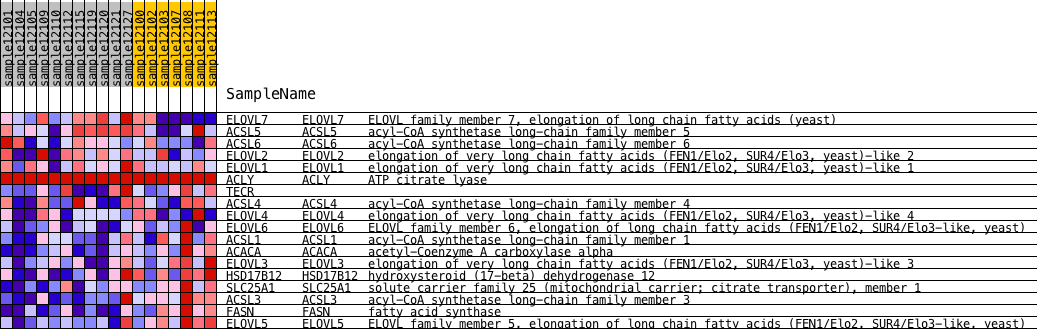 sample12101
sample12104
sample12105
sample12109
sample12110
sample12112
sample12115
sample12119
sample12120
sample12121
sample12127
sample12100
sample12102
sample12103
sample12107
sample12108
sample12111
sample12113
SampleName
ELOVL7 ELOVL7 ELOVL family member 7, elongation of long chain fatty acids (yeast)
ACSL5 ACSL5 acyl-CoA synthetase long-chain family member 5
ACSL6 ACSL6 acyl-CoA synthetase long-chain family member 6
ELOVL2 ELOVL2 elongation of very long chain fatty acids (FEN1/Elo2, SUR4/Elo3, yeast)-like 2
ELOVL1 ELOVL1 elongation of very long chain fatty acids (FEN1/Elo2, SUR4/Elo3, yeast)-like 1
ACLY ACLY ATP citrate lyase
TECR
ACSL4 ACSL4 acyl-CoA synthetase long-chain family member 4
ELOVL4 ELOVL4 elongation of very long chain fatty acids (FEN1/Elo2, SUR4/Elo3, yeast)-like 4
ELOVL6 ELOVL6 ELOVL family member 6, elongation of long chain fatty acids (FEN1/Elo2, SUR4/Elo3-like, yeast)
ACSL1 ACSL1 acyl-CoA synthetase long-chain family member 1
ACACA ACACA acetyl-Coenzyme A carboxylase alpha
ELOVL3 ELOVL3 elongation of very long chain fatty acids (FEN1/Elo2, SUR4/Elo3, yeast)-like 3
HSD17B12 HSD17B12 hydroxysteroid (17-beta) dehydrogenase 12
SLC25A1 SLC25A1 solute carrier family 25 (mitochondrial carrier; citrate transporter), member 1
ACSL3 ACSL3 acyl-CoA synthetase long-chain family member 3
FASN FASN fatty acid synthase
ELOVL5 ELOVL5 ELOVL family member 5, elongation of long chain fatty acids (FEN1/Elo2, SUR4/Elo3-like, yeast)